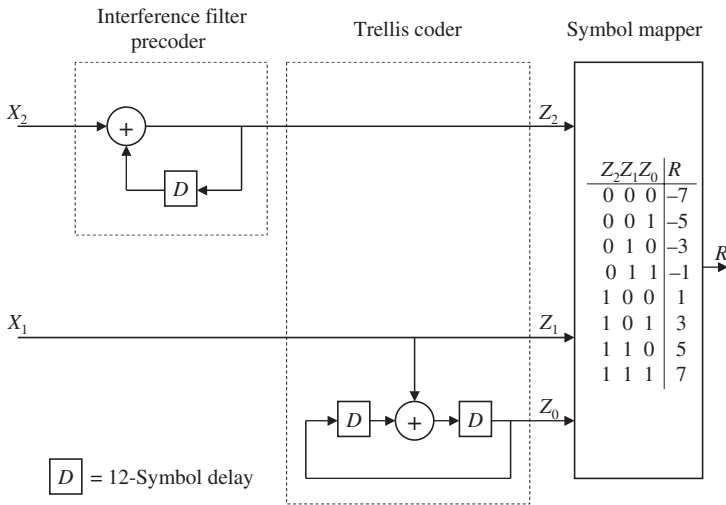 Interference filter
precoder
Trellis coder
Symbol mapper
X₂
+
D
Z₂
Z₂Z₁Z₀ R
0 0 0 –7
0 0 1 –5
0 1 0 –3
0 1 1 –1
1 0 0 1
1 0 1 3
1 1 0 5
1 1 1 7
R
X₁
Z₁
D
+
D
Z₀
D = 12-Symbol delay